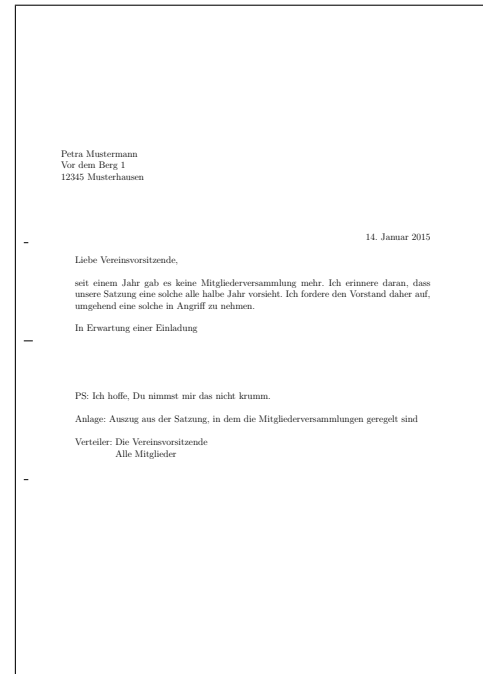 Petra Mustermann
Vor dem Berg 1
12345 Musterhausen
14. Januar 2015
Liebe Vereinsvorsitzende,
seit einem Jahr gab es keine Mitgliederversammlung mehr. Ich erinnere daran, dass
unsere Satzung eine solche alle halbe Jahr vorsieht. Ich fordere den Vorstand daher auf,
umgehend eine solche in Angriff zu nehmen.
In Erwartung einer Einladung
PS: Ich hoffe, Du nimmst mir das nicht krumm.
Anlage: Auszug aus der Satzung, in dem die Mitgliederversammlungen geregelt sind
Verteiler: Die Vereinsvorsitzende
Alle Mitglieder